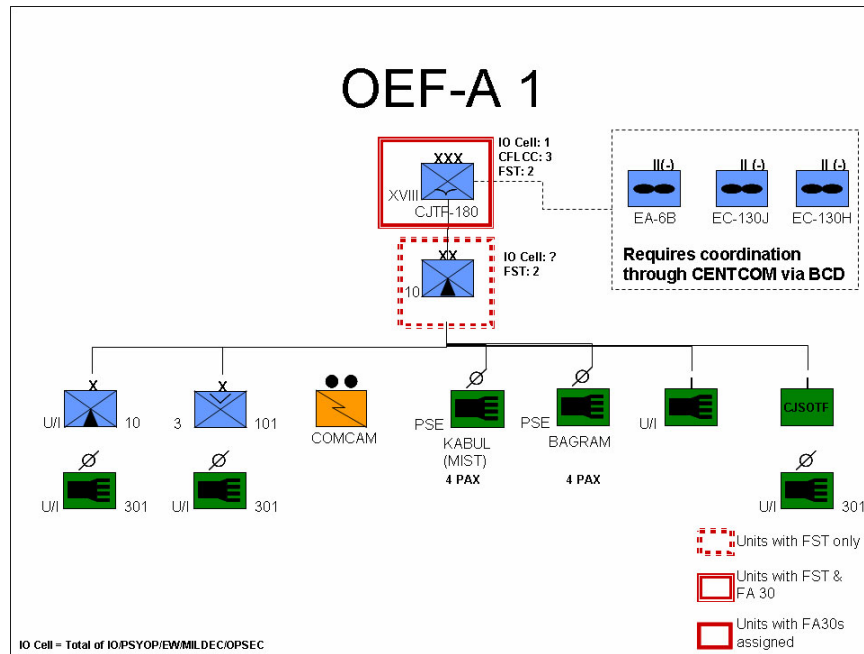 OEF-A 1
XXX
IO Cell: 1
CFLCC: 3
FST: 2
XVIII
CJTF-180
II(-)
II (-)
II (-)
EA-6B
EC-130J
EC-130H
Requires coordination
through CENTCOM via BCD
XX
IO Cell: ?
FST: 2
10
X
X
I
I
U/I
10
3
101
COMCAM
PSE
KABUL
(MIST)
4 PAX
PSE
BAGRAM
4 PAX
U/I
CJSOTF
U/I
301
U/I
301
U/I
301
Units with FST only
Units with FST &
FA 30
Units with FA30s
assigned
IO Cell = Total of IO/PSYOP/EW/MILDEC/OPSEC